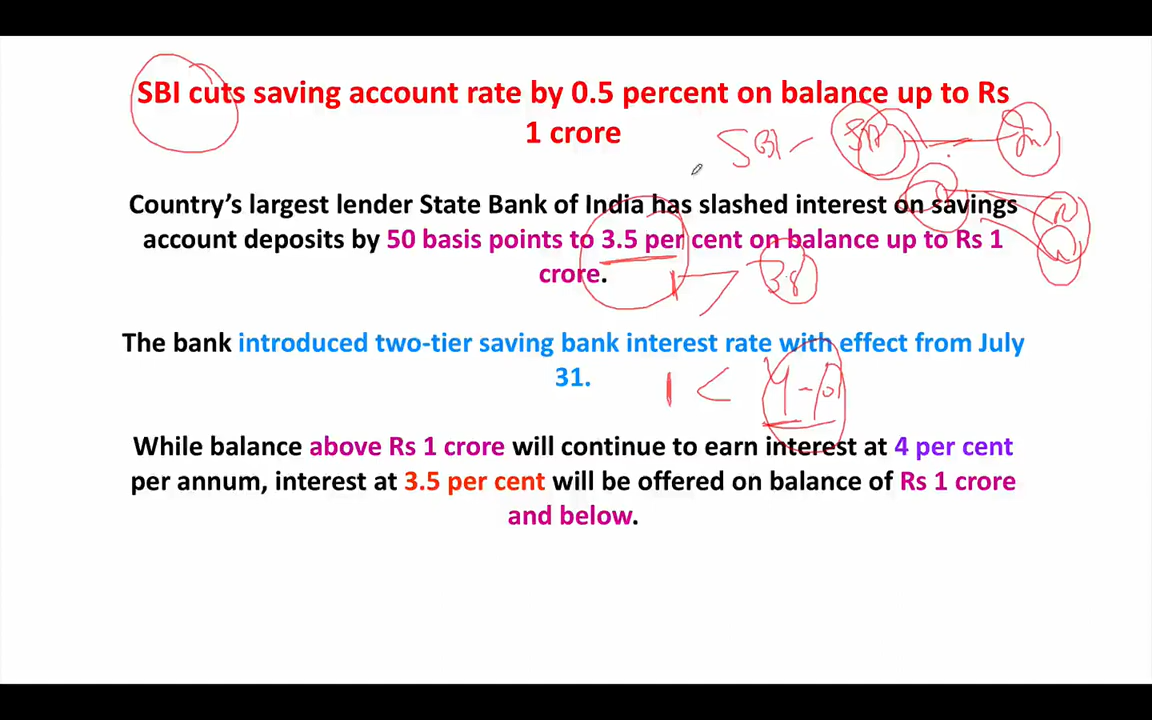 SBI cuts saving account rate by 0.5 percent on balance up to Rs
1 crore
SBI -
Country’s largest lender State Bank of India has slashed interest on savings
account deposits by 50 basis points to 3.5 per cent on balance up to Rs 1
crore.
The bank introduced two-tier saving bank interest rate with effect from July
31.
1 <
While balance above Rs 1 crore will continue to earn interest at 4 per cent
per annum, interest at 3.5 per cent will be offered on balance of Rs 1 crore
and below.